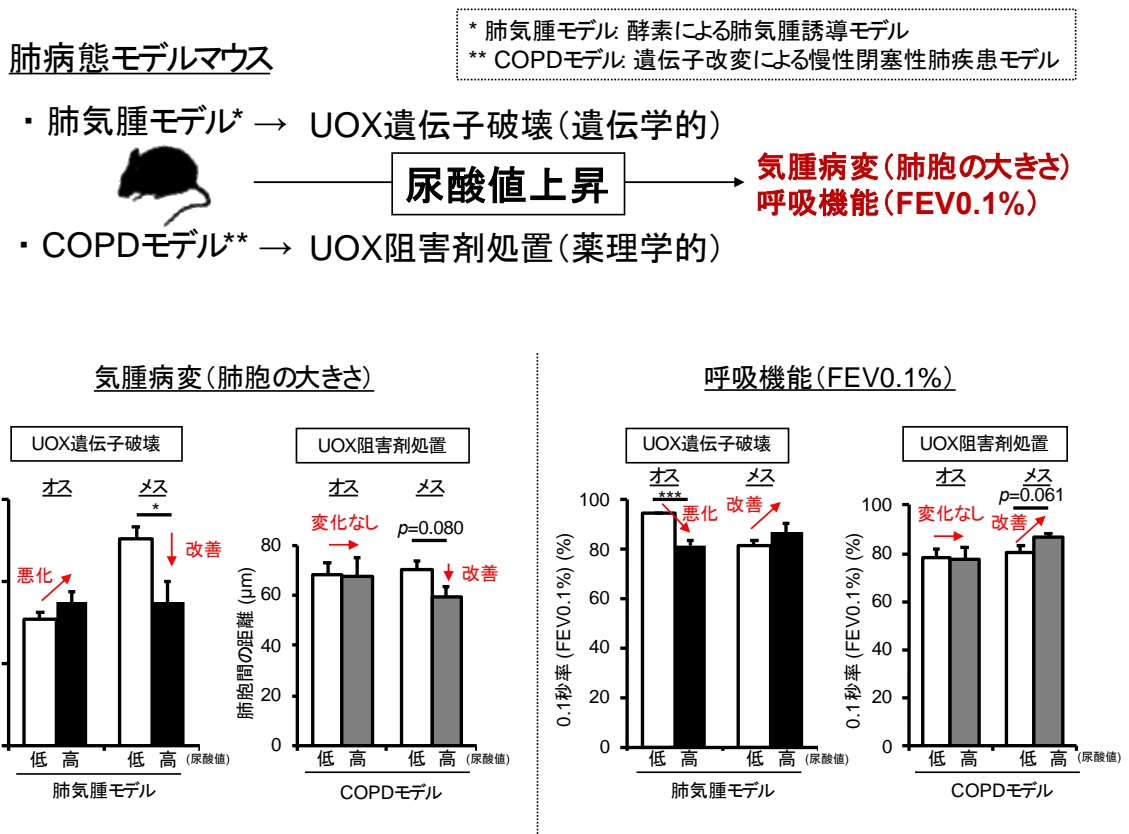 * 肺気腫モデル: 酵素による肺気腫誘導モデル
** COPDモデル: 遺伝子改変による慢性閉塞性肺疾患モデル
肺病態モデルマウス
・肺気腫モデル* → UOX遺伝子破壊(遺伝学的)
尿酸値上昇
気腫病変(肺胞の大きさ)
呼吸機能(FEV0.1%)
・COPDモデル** → UOX阻害剤処置(薬理学的)
気腫病変(肺胞の大きさ)
UOX遺伝子破壊
オス メス
*
悪化
改善
低 高 低 高 (尿酸値)
肺気腫モデル
UOX阻害剤処置
オス メス
変化なし
p=0.080
改善
肺胞間の距離 (μm)
80
60
40
20
0
低 高 低 高 (尿酸値)
COPDモデル
呼吸機能(FEV0.1%)
UOX遺伝子破壊
オス メス
***
悪化
改善
0.1秒率 (FEV0.1%) (%)
100
80
60
40
20
0
低 高 低 高 (尿酸値)
肺気腫モデル
UOX阻害剤処置
オス メス
p=0.061
変化なし
改善
0.1秒率 (FEV0.1%) (%)
100
80
60
40
20
0
低 高 低 高 (尿酸値)
COPDモデル